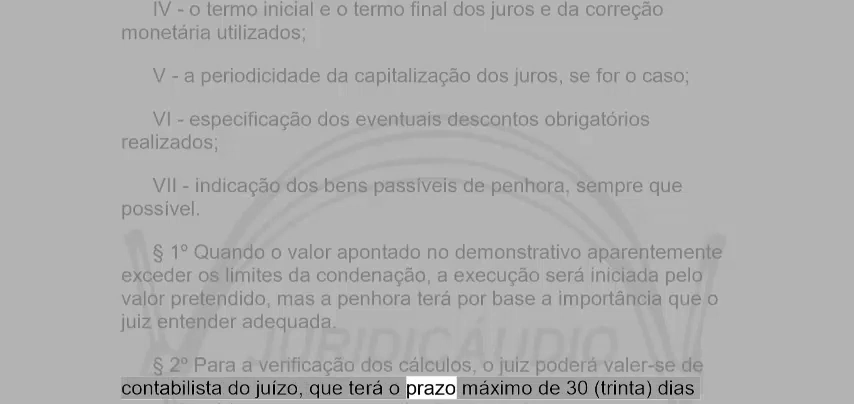 IV - o termo inicial e o termo final dos juros e da correção
monetária utilizados;
V - a periodicidade da capitalização dos juros, se for o caso;
VI - especificação dos eventuais descontos obrigatórios
realizados;
VII - indicação dos bens passíveis de penhora, sempre que
possível.
§ 1º Quando o valor apontado no demonstrativo aparentemente
exceder os limites da condenação, a execução será iniciada pelo
valor pretendido, mas a penhora terá por base a importância que o
juiz entender adequada.
JURIDICÁUDIO
§ 2º Para a verificação dos cálculos, o juiz poderá valer-se de
contabilista do juízo, que terá o prazo máximo de 30 (trinta) dias